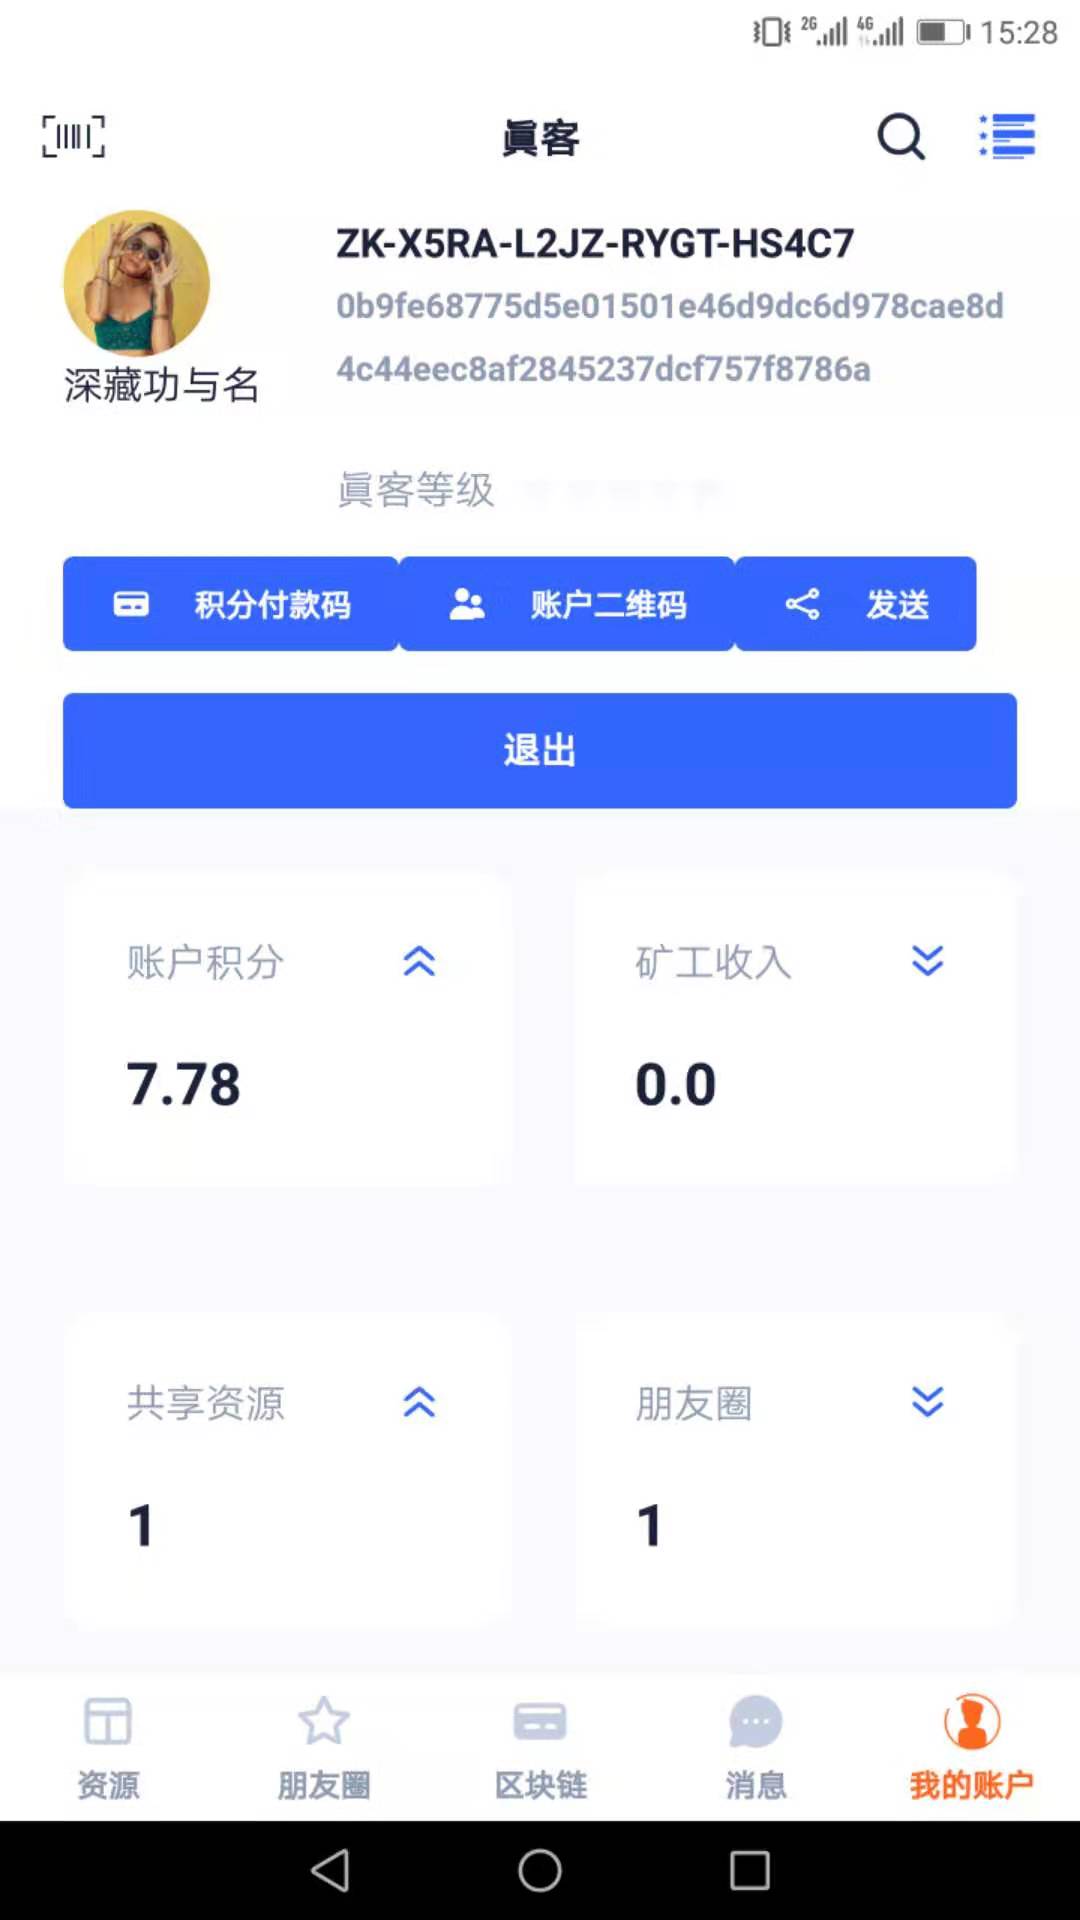 2G 4G 15:28
眞客
ZK-X5RA-L2JZ-RYGT-HS4C7
0b9fe68775d5e01501e46d9dc6d978cae8d
4c44eec8af2845237dcf757f8786a
深藏功与名
眞客等级
积分付款码 账户二维码 发送
退出
账户积分 矿工收入
7.78 0.0
共享资源 朋友圈
1 1
资源 朋友圈 区块链 消息 我的账户